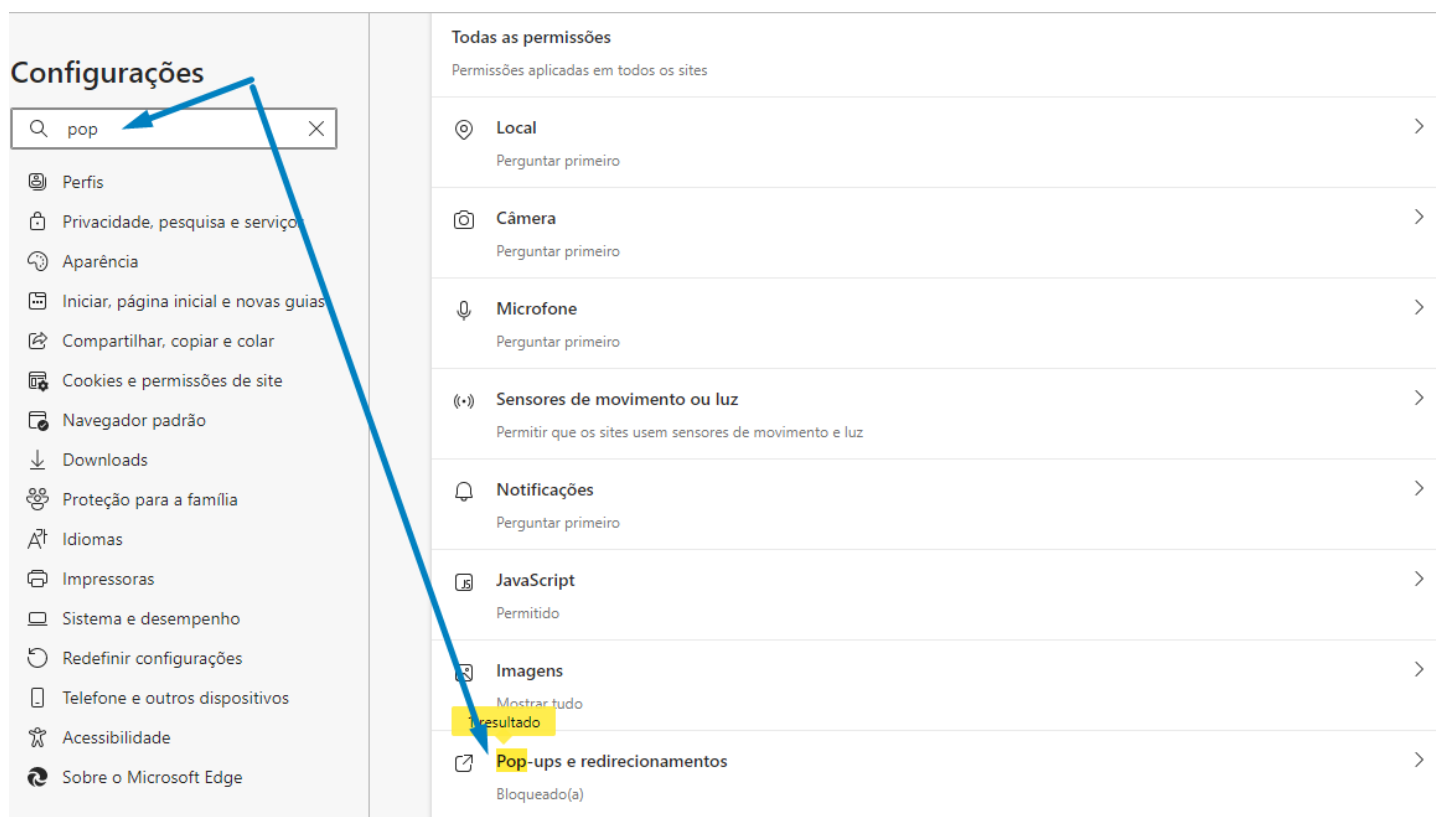 Configurações
pop
Perfis
Privacidade, pesquisa e serviços
Aparência
Iniciar, página inicial e novas guias
Compartilhar, copiar e colar
Cookies e permissões de site
Navegador padrão
Downloads
Proteção para a família
Idiomas
Impressoras
Sistema e desempenho
Redefinir configurações
Telefone e outros dispositivos
Acessibilidade
Sobre o Microsoft Edge
Todas as permissões
Permissões aplicadas em todos os sites
Local
Perguntar primeiro
Câmera
Perguntar primeiro
Microfone
Perguntar primeiro
Sensores de movimento ou luz
Permitir que os sites usem sensores de movimento e luz
Notificações
Perguntar primeiro
JS
JavaScript
Permitido
Imagens
Mostrar tudo
1 resultado
Pop-ups e redirecionamentos
Bloqueado(a)